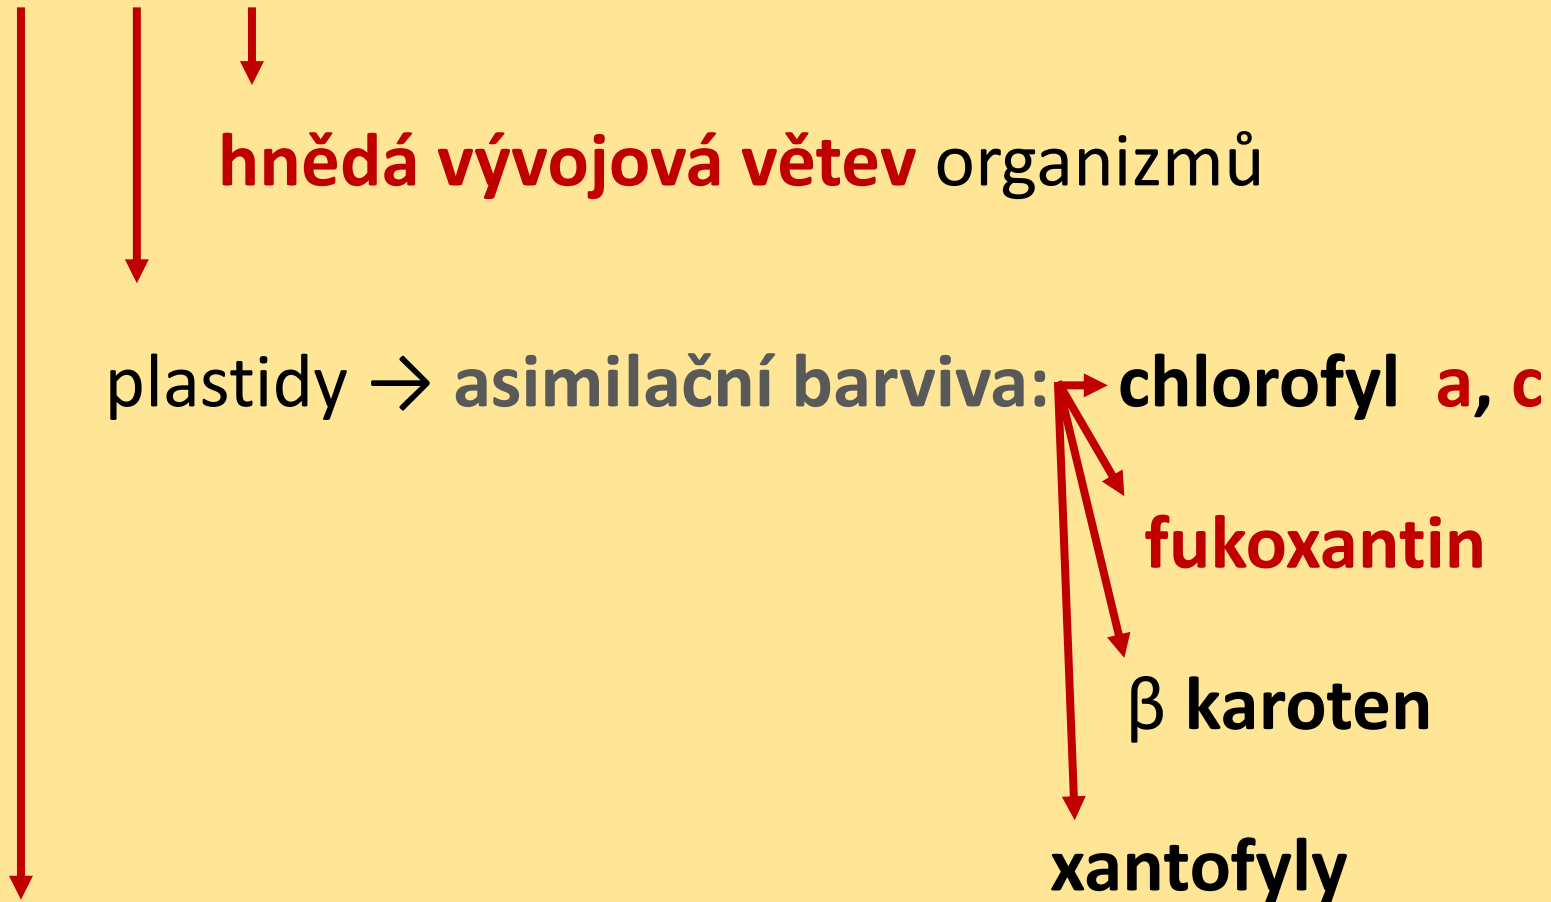 hnědá vývojová větev organizmů
plastidy → asimilační barviva: chlorofyl a, c
fukoxantin
β karoten
xantofyly